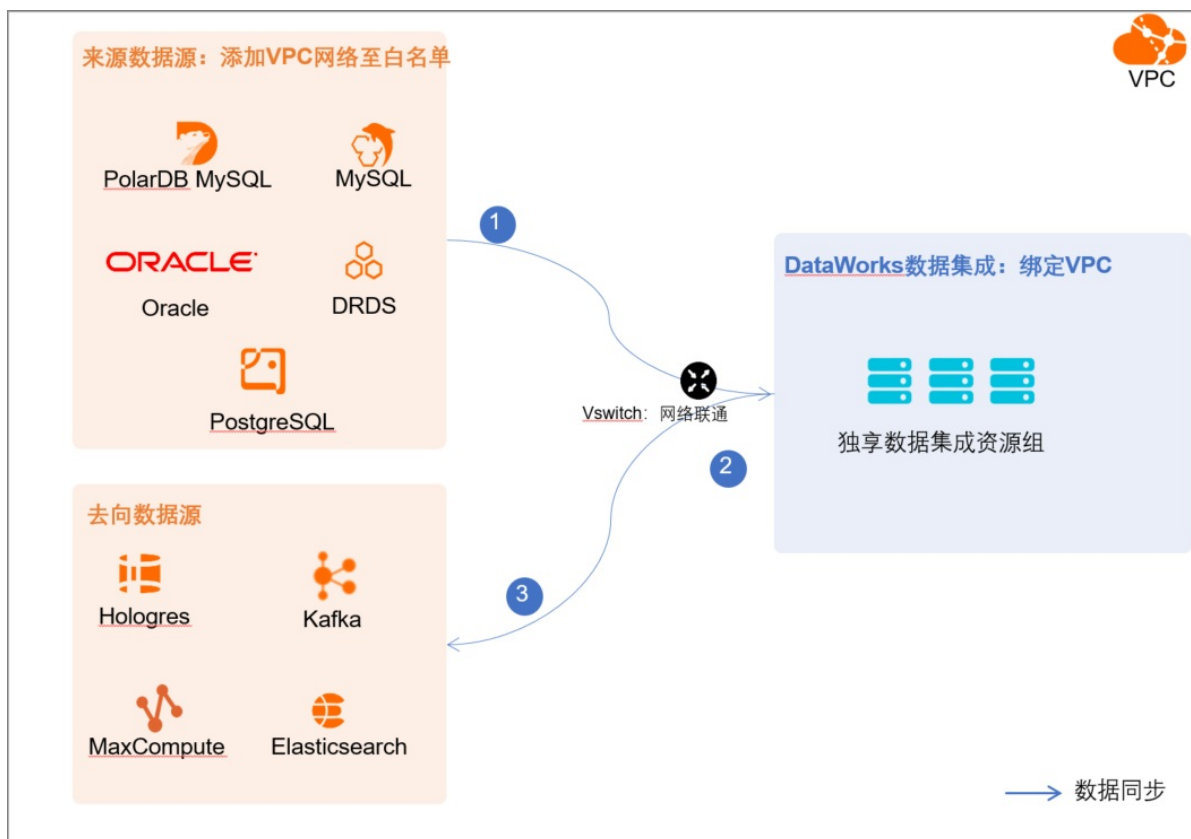 VPC
来源数据源：添加VPC网络至白名单
PolarDB MySQL
MySQL
ORACLE
Oracle
DRDS
PostgreSQL
1
DataWorks数据集成：绑定VPC
独享数据集成资源组
Vswitch：网络联通
2
去向数据源
Hologres
Kafka
3
MaxCompute
Elasticsearch
数据同步